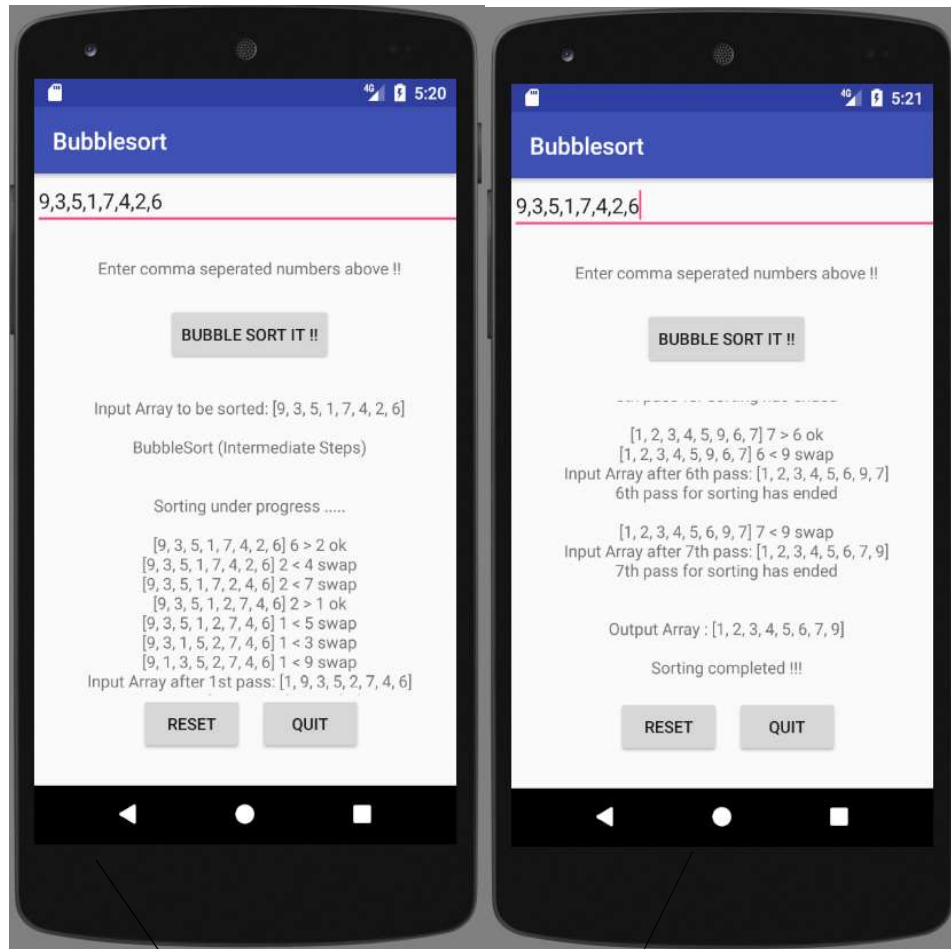 5:20
Bubblesort
9,3,5,1,7,4,2,6
Enter comma seperated numbers above !!
BUBBLE SORT IT !!
Input Array to be sorted: [9, 3, 5, 1, 7, 4, 2, 6]
BubbleSort (Intermediate Steps)
Sorting under progress .....
[9, 3, 5, 1, 7, 4, 2, 6] 6 > 2 ok
[9, 3, 5, 1, 7, 4, 2, 6] 2 < 4 swap
[9, 3, 5, 1, 7, 2, 4, 6] 2 < 7 swap
[9, 3, 5, 1, 2, 7, 4, 6] 2 > 1 ok
[9, 3, 5, 1, 2, 7, 4, 6] 1 < 5 swap
[9, 3, 1, 5, 2, 7, 4, 6] 1 < 3 swap
[9, 1, 3, 5, 2, 7, 4, 6] 1 < 9 swap
Input Array after 1st pass: [1, 9, 3, 5, 2, 7, 4, 6]
RESET QUIT
4G 5:21
Bubblesort
9,3,5,1,7,4,2,6
Enter comma seperated numbers above !!
BUBBLE SORT IT !!
[1, 2, 3, 4, 5, 9, 6, 7] 7 > 6 ok
[1, 2, 3, 4, 5, 9, 6, 7] 6 < 9 swap
Input Array after 6th pass: [1, 2, 3, 4, 5, 6, 9, 7]
6th pass for sorting has ended
[1, 2, 3, 4, 5, 6, 9, 7] 7 < 9 swap
Input Array after 7th pass: [1, 2, 3, 4, 5, 6, 7, 9]
7th pass for sorting has ended
Output Array : [1, 2, 3, 4, 5, 6, 7, 9]
Sorting completed !!!
RESET QUIT